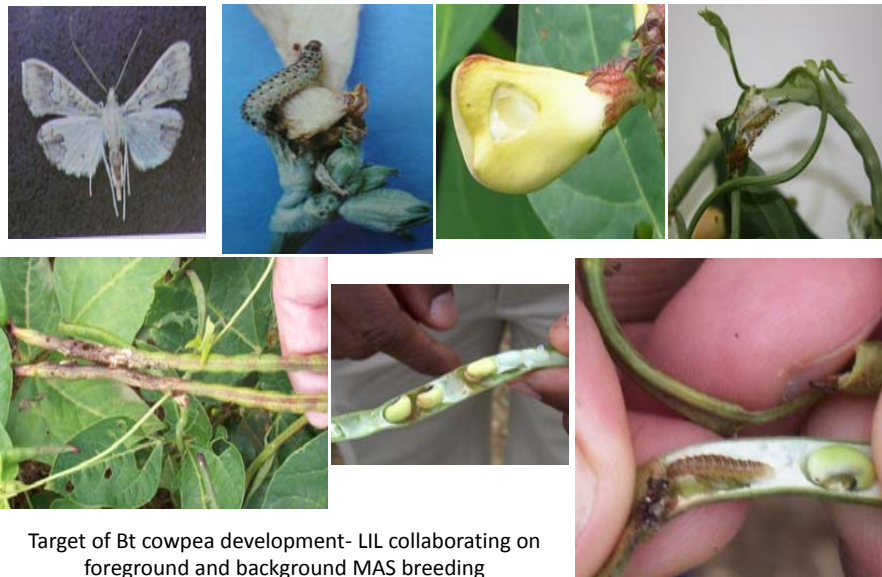 Target of Bt cowpea development- LIL collaborating on
foreground and background MAS breeding